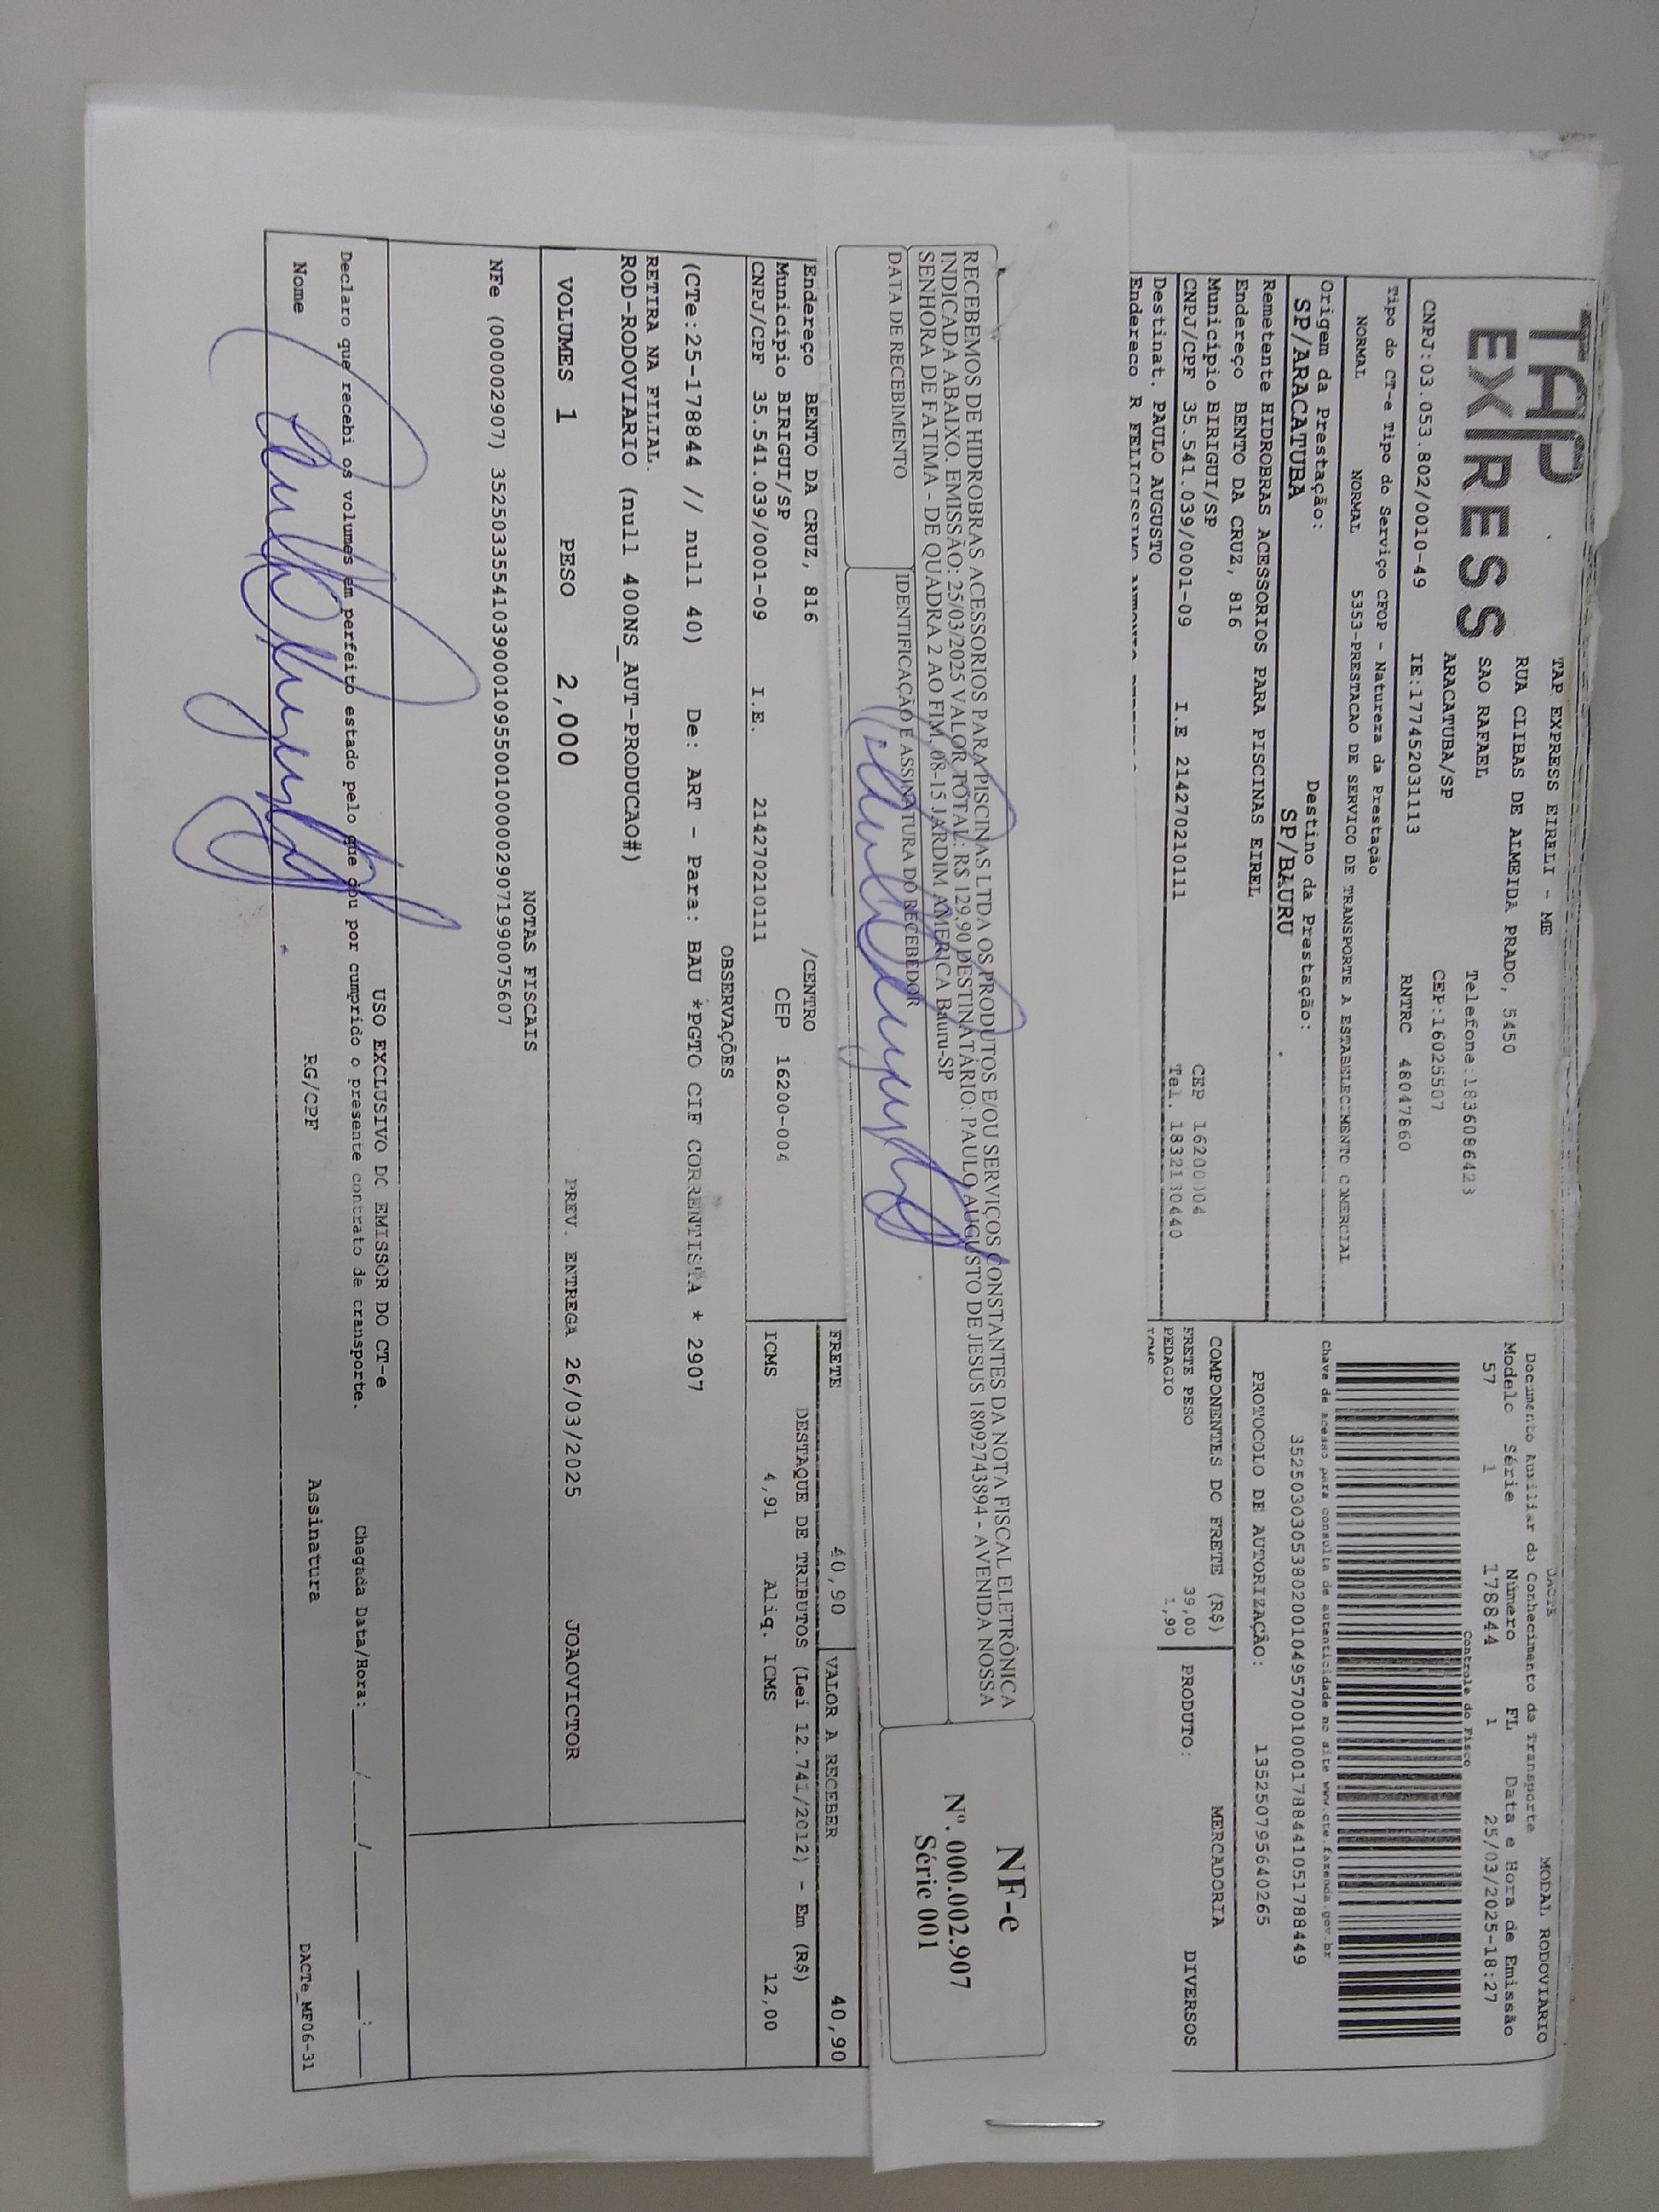 TAP EXPRESS
TAP EXPRESS EIRELI - ME
RUA CLIBAS DE ALMEIDA PRADO, 5450
SAO RAFAEL Telefone:1836086423
ARACATUBA/SP CEP:16025507
CNPJ:03.053.802/0010-49 IE:177452031113 RNTRC 48047860
Tipo do CT-e Tipo do Serviço CFOP - Natureza da Prestação
NORMAL NORMAL 5353-PRESTACAO DE SERVICO DE TRANSPORTE A ESTABELECIMENTO COMERCIAL
Origem da Prestação: Destino da Prestação:
SP/ARACATUBA SP/BAURU
Remetente HIDROBRAS ACESSORIOS PARA PISCINAS EIREL
Endereço BENTO DA CRUZ, 816
Município BIRIGUI/SP CEP 16200004
CNPJ/CPF 35.541.039/0001-09 I.E 214270210111 Tel. 1832130440
Destinat. PAULO AUGUSTO
Endereco R FELICISSIMO
DACTE MODAL RODOVIARIO
Documento Auxiliar do Conhecimento de Transporte
Modelo Série Número FL Data e Hora de Emissão
57 1 178844 1 25/03/2025-18:27
Controle do Fisco
Chave de acesso para consulta de autenticidade no site www.cte.fazenda.gov.br
35250303053802001049570010001788441051788449
PROTOCOLO DE AUTORIZAÇÃO: 135250795640265
COMPONENTES DO FRETE (R$) MERCADORIA
FRETE PESO 39,00 PRODUTO: DIVERSOS
PEDAGIO 1,90
ICMS
RECEBEMOS DE HIDROBRAS ACESSORIOS PARA PISCINAS LTDA OS PRODUTOS E/OU SERVIÇOS CONSTANTES DA NOTA FISCAL ELETRÔNICA
INDICADA ABAIXO. EMISSÃO: 25/03/2025 VALOR TOTAL: R$ 129,90 DESTINATÁRIO: PAULO AUGUSTO DE JESUS 18092743894 - AVENIDA NOSSA
SENHORA DE FATIMA - DE QUADRA 2 AO FIM, 08-15 JARDIM AMERICA Bauru-SP
DATA DE RECEBIMENTO IDENTIFICAÇÃO E ASSINATURA DO RECEBEDOR
NF-e
Nº. 000.002.907
Série 001
Endereço BENTO DA CRUZ, 816 /CENTRO
Município BIRIGUI/SP CEP 16200-004
CNPJ/CPF 35.541.039/0001-09 I.E. 214270210111
FRETE 40,90 VALOR A RECEBER 40,90
DESTAQUE DE TRIBUTOS (Lei 12.741/2012) - Em (R$)
ICMS 4,91 Aliq. ICMS 12,00
OBSERVAÇÕES
(CTe:25-178844 // null 40) De: ART - Para: BAU *PGTO CIF CORRENTISTA * 2907
RETIRA NA FILIAL.
ROD-RODOVIARIO (null 400NS_AUT-PRODUCAO#)
VOLUMES 1 PESO 2,000 PREV. ENTREGA 26/03/2025 JOAOVICTOR
NOTAS FISCAIS
NFe (000002907) 35250335541039000109550010000029071990075607
USO EXCLUSIVO DO EMISSOR DO CT-e
Declaro que recebi os volumes em perfeito estado pelo que dou por cumprido o presente contrato de transporte. Chegada Data/Hora:____/____/____ __:__
Nome RG/CPF Assinatura
DACTe_MF06-31